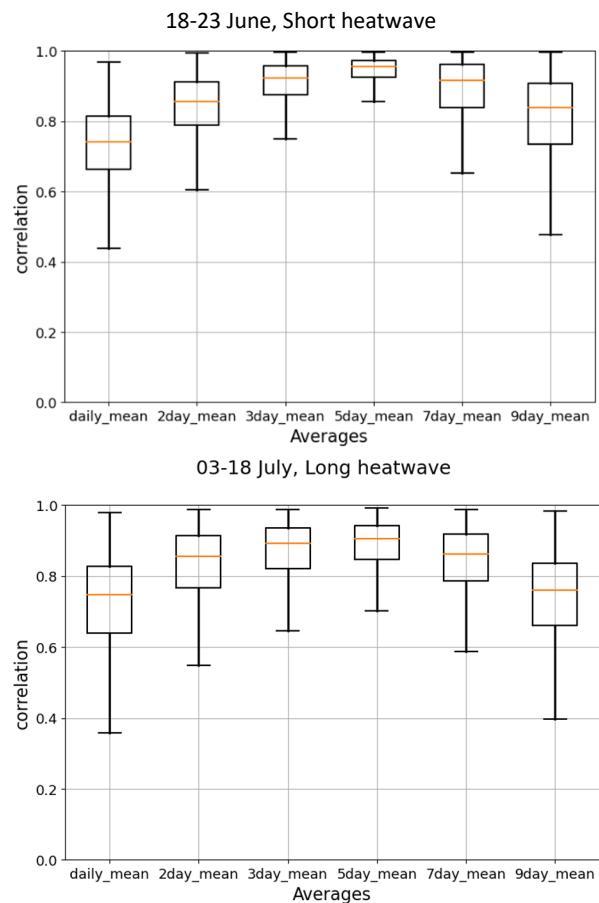 18-23 June, Short heatwave
1.0
0.8
0.6
0.4
0.2
0.0
correlation
daily_mean 2day_mean 3day_mean 5day_mean 7day_mean 9day_mean
Averages
03-18 July, Long heatwave
1.0
0.8
0.6
0.4
0.2
0.0
correlation
daily_mean 2day_mean 3day_mean 5day_mean 7day_mean 9day_mean
Averages